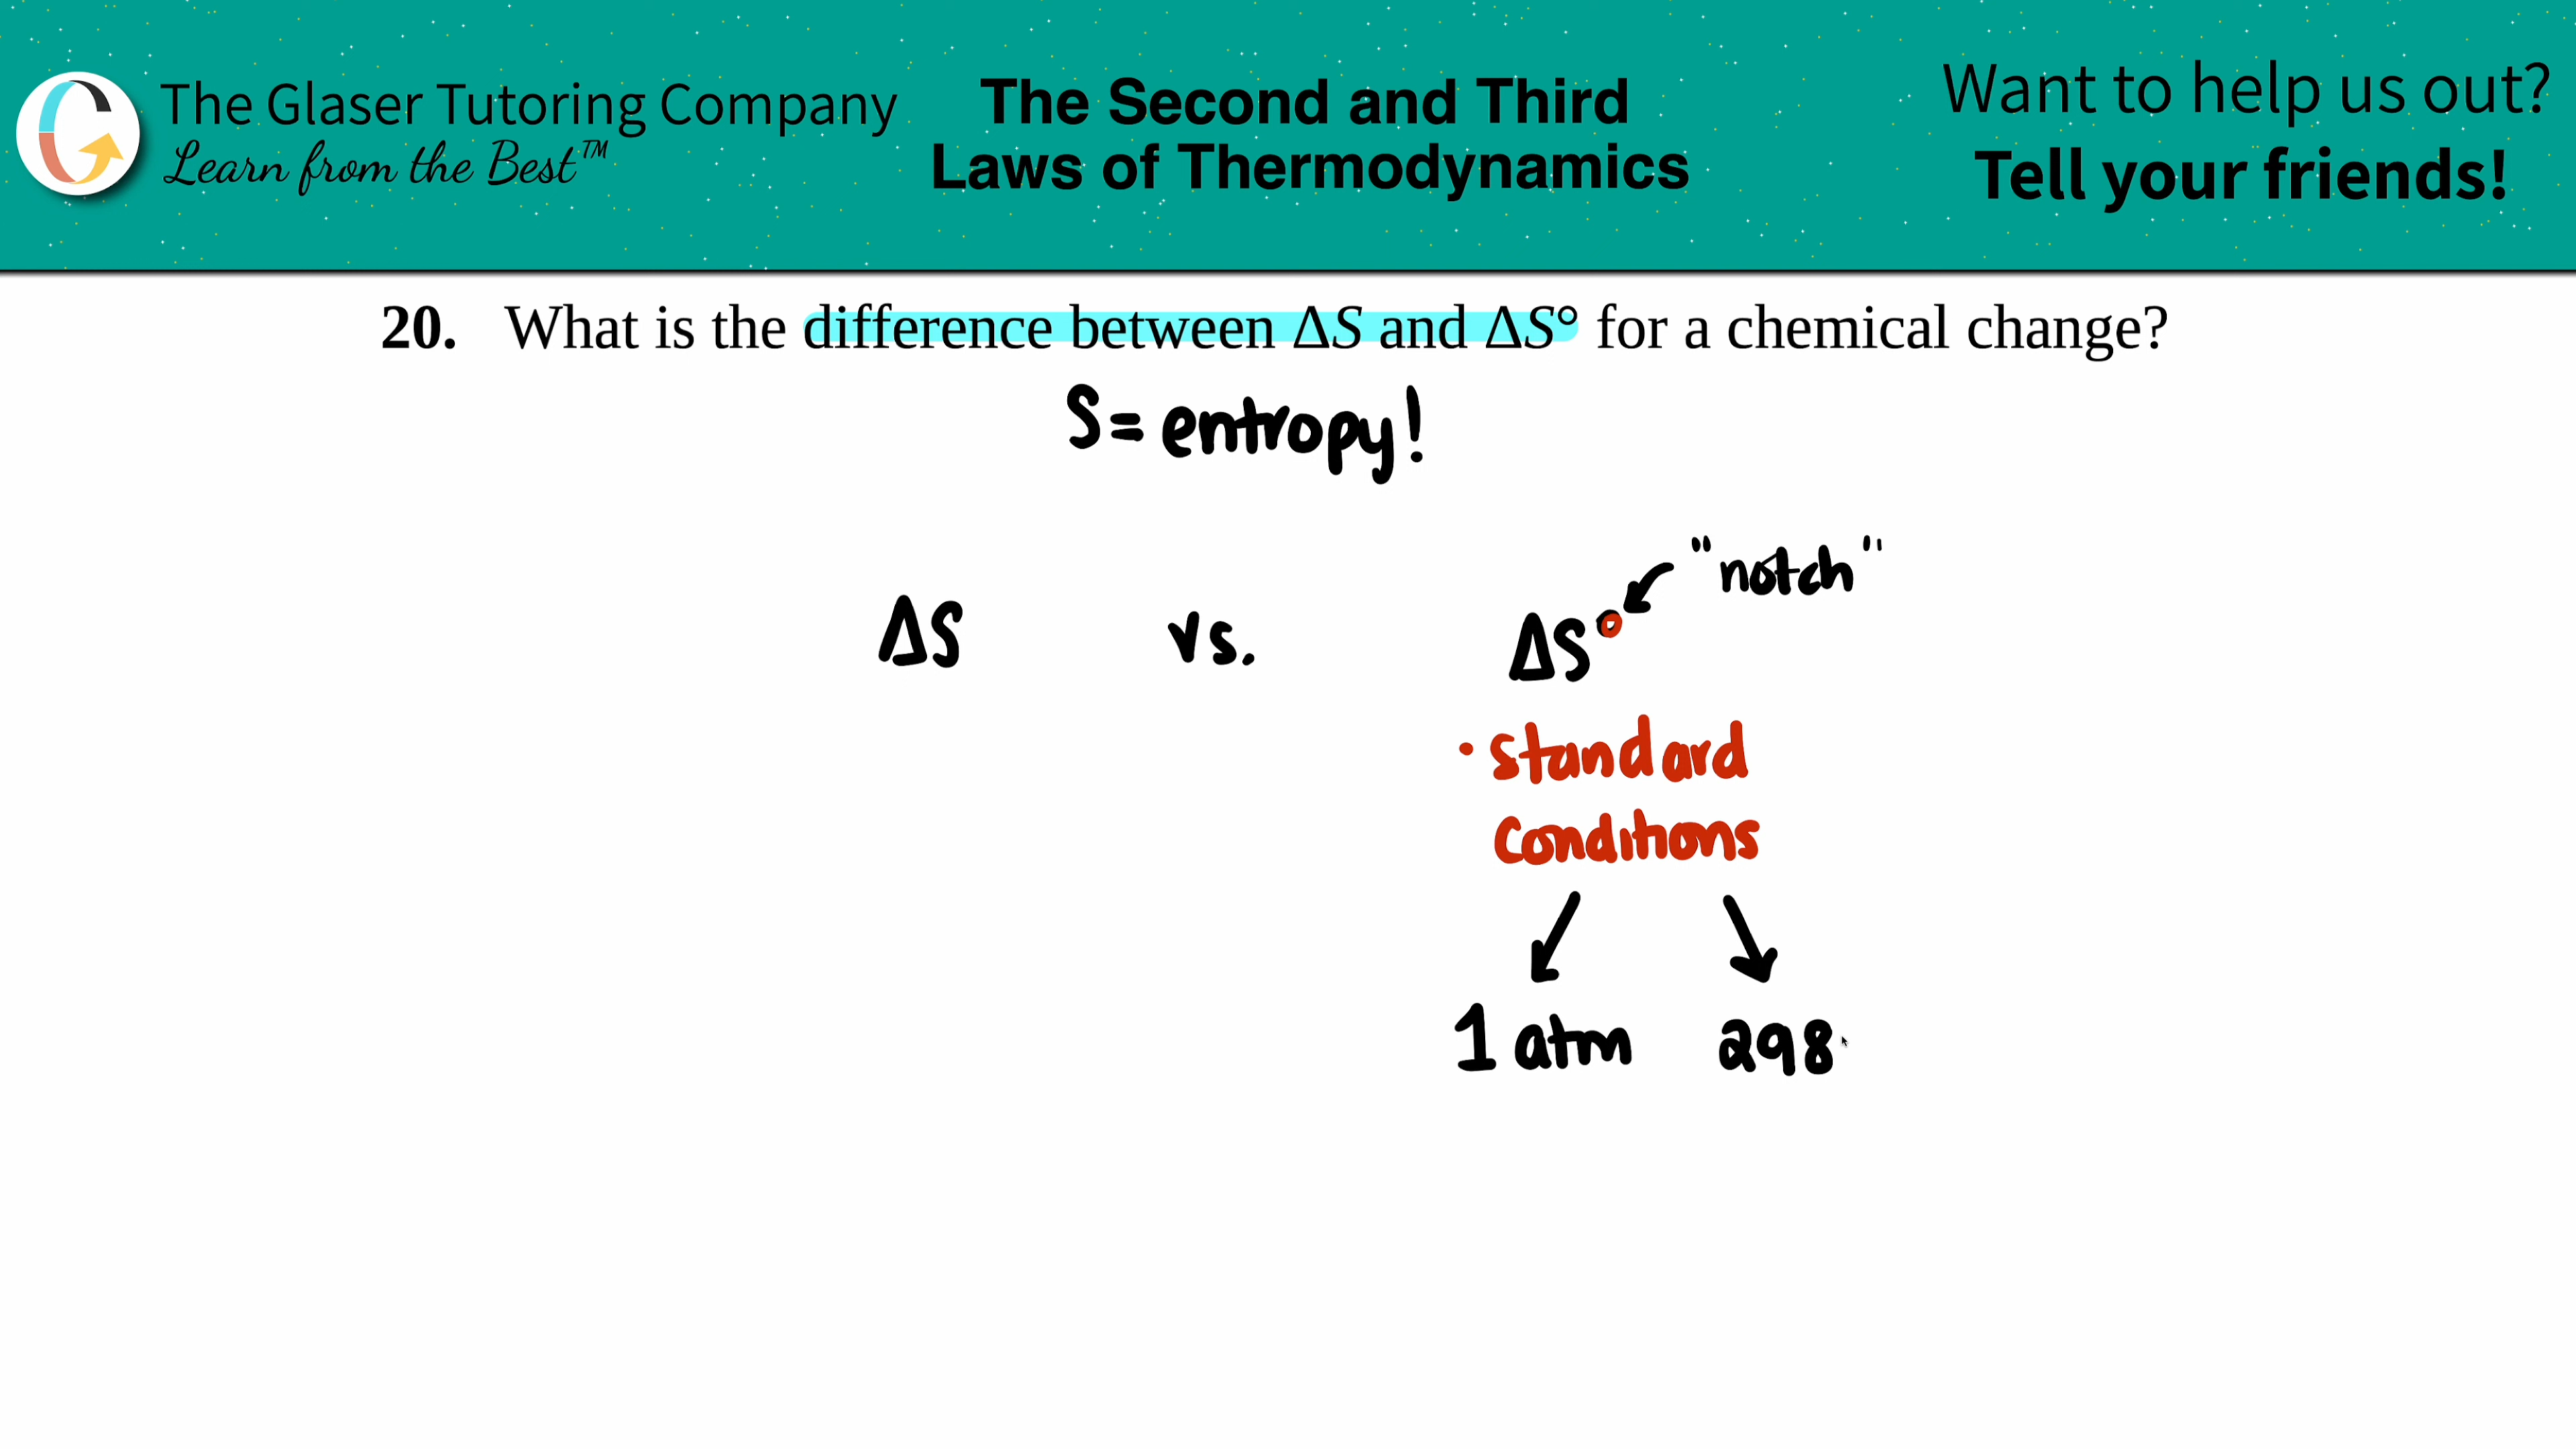 The Glaser Tutoring Company
Learn from the Best™
The Second and Third
Laws of Thermodynamics
Want to help us out?
Tell your friends!
20. What is the difference between ΔS and ΔS° for a chemical change?
S = entropy!
"notch"
ΔS vs. ΔS°
· Standard
Conditions
1 atm 298